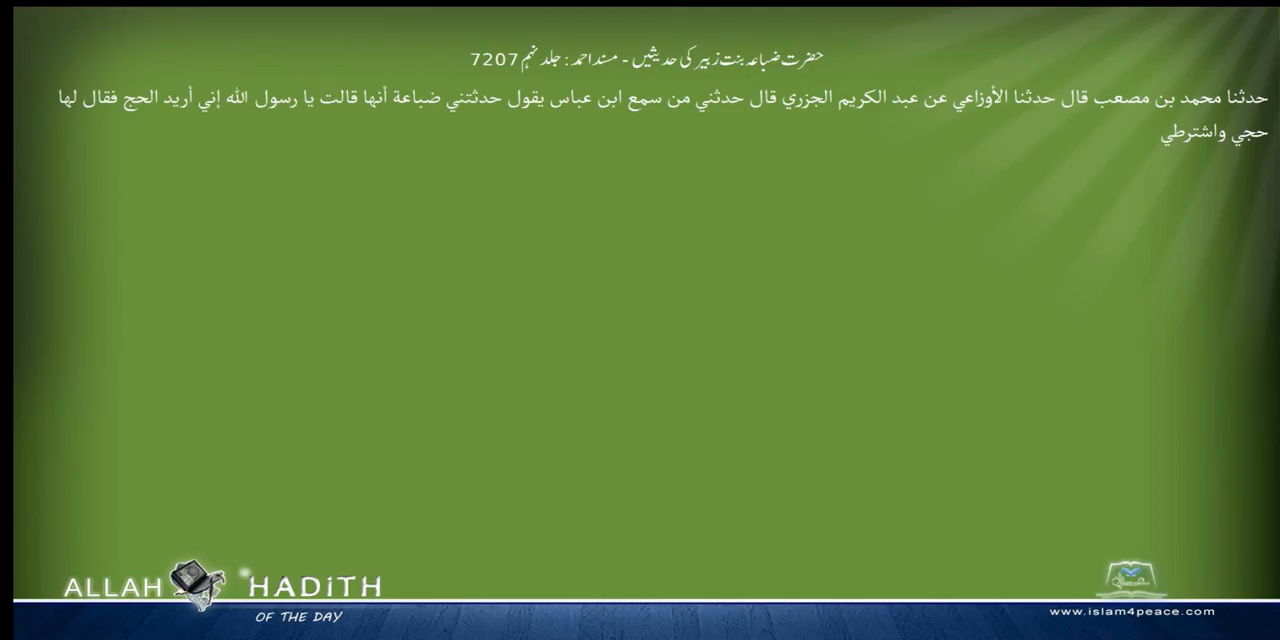 حضرت ضباعہ بنت زبیر کی حدیثیں - مسند احمد : جلد نہم 7207
حدثنا محمد بن مصعب قال حدثنا الأوزاعي عن عبد الكريم الجزري قال حدثني من سمع ابن عباس يقول حدثتني ضباعة أنها قالت يا رسول الله إني أريد الحج فقال لها
حجي واشترطي
ALLAH HADITH
OF THE DAY
www.islam4peace.com